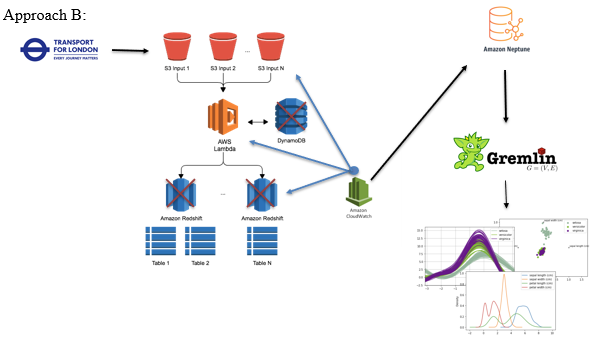 Approach B:
TRANSPORT
FOR LONDON
EVERY JOURNEY MATTERS
S3 Input 1
S3 Input 2
...
S3 Input N
AWS
Lambda
DynamoDB
...
Amazon Redshift
Amazon Redshift
Table 1
Table 2
Table N
Amazon
CloudWatch
Amazon Neptune
Gremlin
G = (V, E)
setosa
versicolor
virginica
sepal length (cm)
sepal width (cm)
petal length (cm)
petal width (cm)